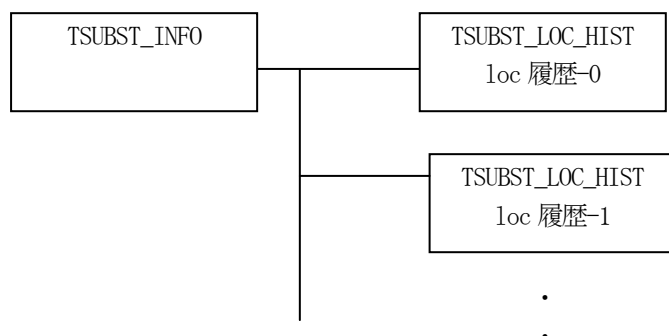 TSUBST_INFO
TSUBST_LOC_HIST
loc 履歴-0
TSUBST_LOC_HIST
loc 履歴-1
.
.